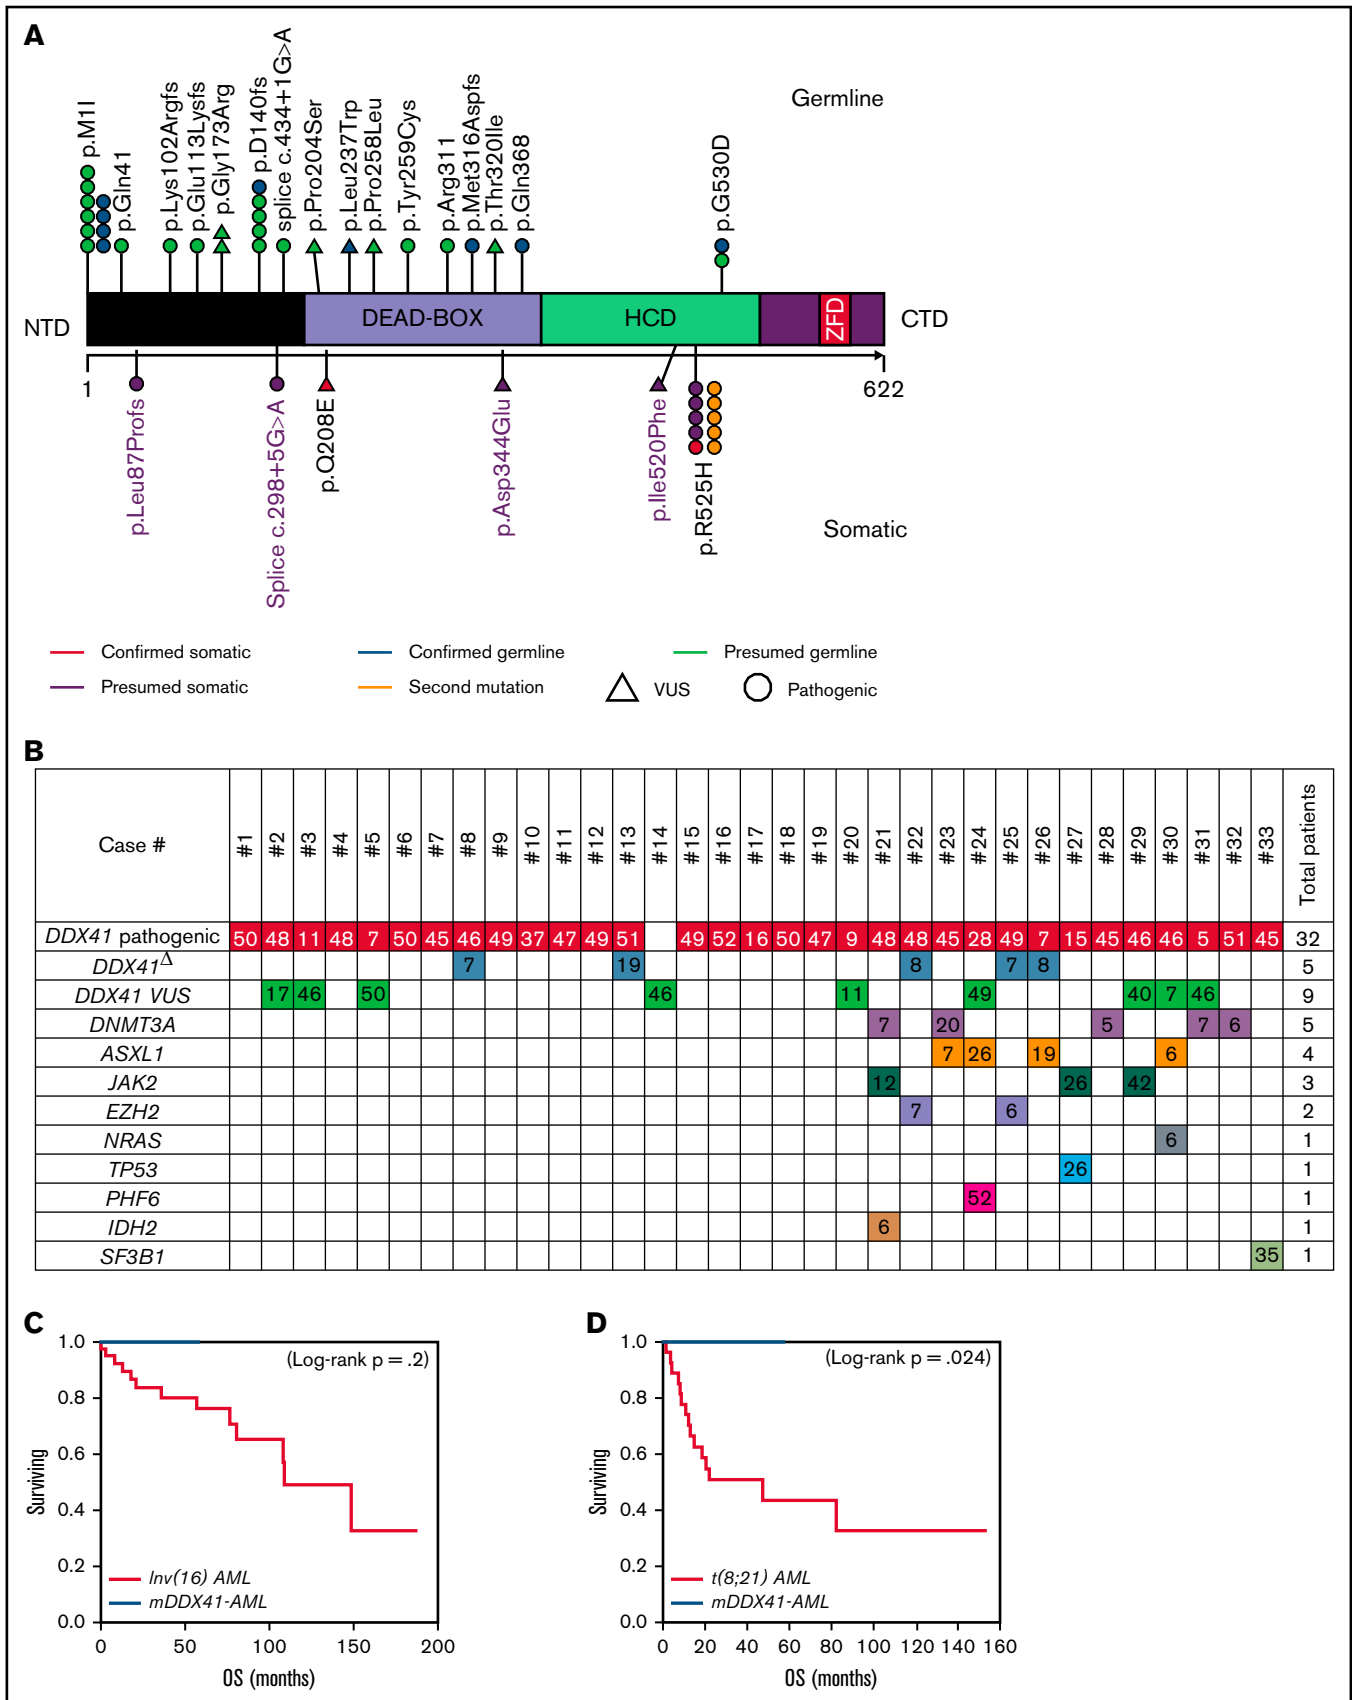 A
Germline
p.M1I
p.Gln41
p.Lys102Argfs
p.Glu113Lysfs
p.Gly173Arg
p.D140fs
splice c.434+1G>A
p.Pro204Ser
p.Leu237Trp
p.Pro258Leu
p.Tyr259Cys
p.Arg311
p.Met316Aspfs
p.Thr320Ile
p.Gln368
p.G530D
NTD
DEAD-BOX
HCD
ZFD
CTD
1
622
p.Leu87Profs
Splice c.298+5G>A
p.Q208E
p.Asp344Glu
p.Ile520Phe
p.R525H
Somatic
Confirmed somatic
Confirmed germline
Presumed germline
Presumed somatic
Second mutation
VUS
Pathogenic
B
Case # #1 #2 #3 #4 #5 #6 #7 #8 #9 #10 #11 #12 #13 #14 #15 #16 #17 #18 #19 #20 #21 #22 #23 #24 #25 #26 #27 #28 #29 #30 #31 #32 #33 Total patients
DDX41 pathogenic 50 48 11 48 7 50 45 46 49 37 47 49 51 49 52 16 50 47 9 48 48 45 28 49 7 15 45 46 46 5 51 45 32
DDX41Δ 7 19 8 7 8 5
DDX41 VUS 17 46 50 46 11 49 40 7 46 9
DNMT3A 7 20 5 7 6 5
ASXL1 7 26 19 6 4
JAK2 12 26 42 3
EZH2 7 6 2
NRAS 6 1
TP53 26 1
PHF6 52 1
IDH2 6 1
SF3B1 35 1
C
Surviving
1.0
0.8
0.6
0.4
0.2
0.0
(Log-rank p = .2)
Inv(16) AML
mDDX41-AML
0 50 100 150 200
OS (months)
D
Surviving
1.0
0.8
0.6
0.4
0.2
0.0
(Log-rank p = .024)
t(8;21) AML
mDDX41-AML
0 20 40 60 80 100 120 140 160
OS (months)